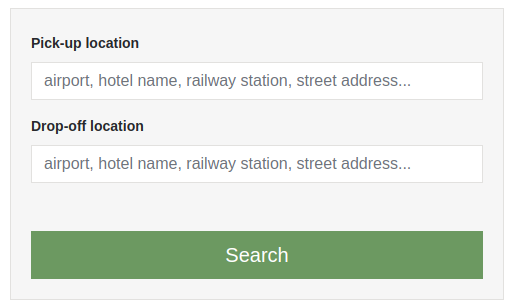 Pick-up location
airport, hotel name, railway station, street address...
Drop-off location
airport, hotel name, railway station, street address...
Search